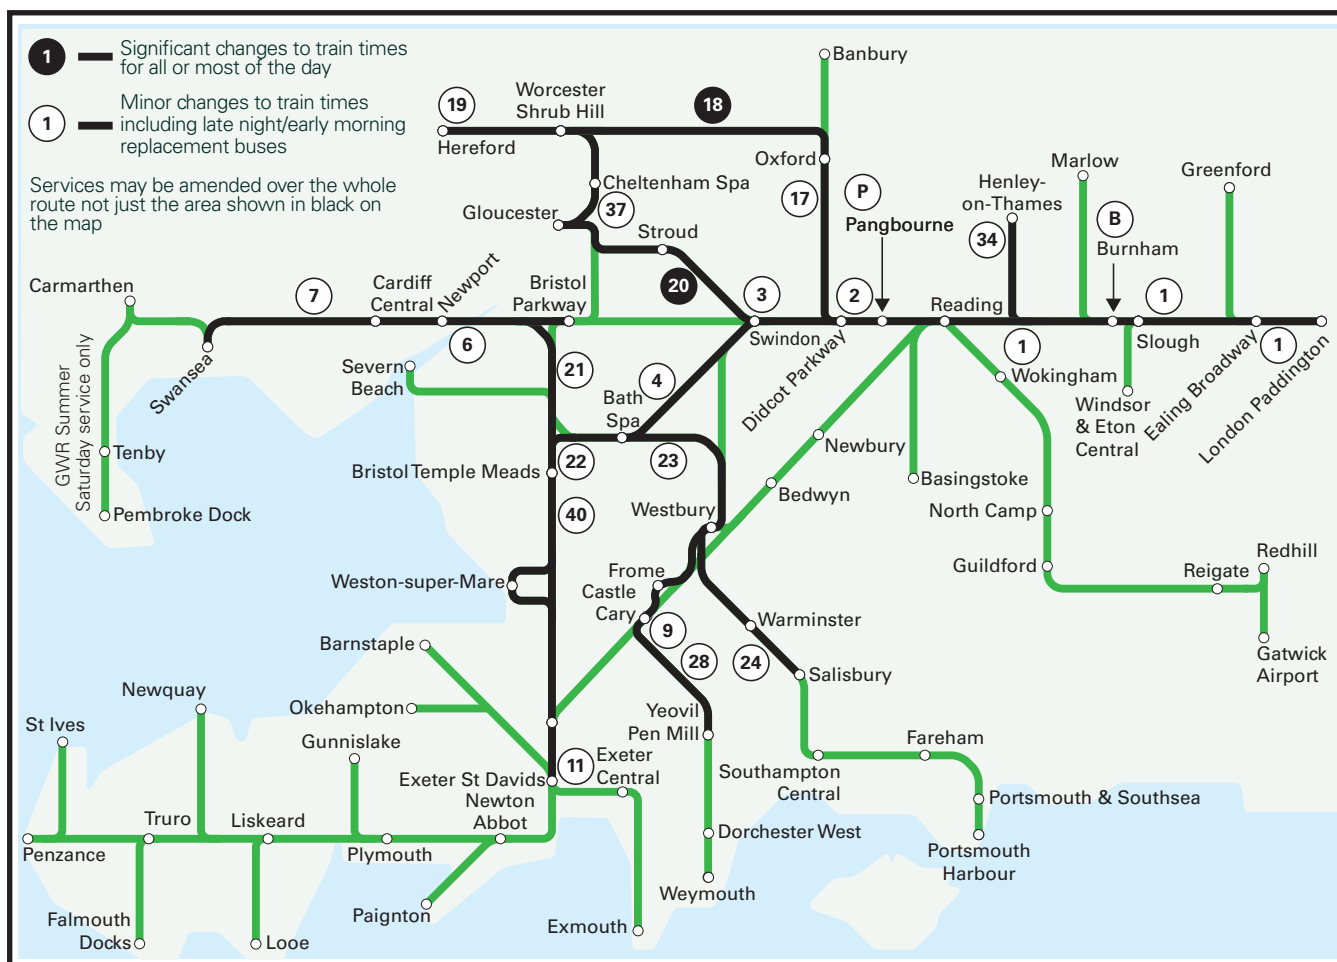 1
Significant changes to train times
for all or most of the day
1
Minor changes to train times
including late night/early morning
replacement buses
Services may be amended over the whole
route not just the area shown in black on
the map
Banbury
19
Worcester
Shrub Hill
18
Hereford
Oxford
Marlow
Greenford
Cheltenham Spa
17
P
Henley-
on-Thames
Gloucester
37
Stroud
Pangbourne
34
B
Burnham
Carmarthen
7
Cardiff
Central
Newport
Bristol
Parkway
20
3
2
Reading
1
Swansea
6
Swindon
Didcot Parkway
1
Slough
Ealing Broadway
1
London Paddington
GWR Summer
Saturday service only
Severn
Beach
21
4
Wokingham
Bath
Spa
Windsor
& Eton
Central
Tenby
Bristol Temple Meads
22
23
Newbury
Basingstoke
Pembroke Dock
40
Bedwyn
Westbury
North Camp
Weston-super-Mare
Frome
Castle
Cary
Guildford
Redhill
Reigate
Barnstaple
9
Warminster
28
24
Gatwick
Airport
Newquay
Okehampton
Salisbury
St Ives
Gunnislake
Yeovil
Pen Mill
Fareham
Exeter St Davids
11
Exeter
Central
Southampton
Central
Newton
Abbot
Portsmouth & Southsea
Truro
Liskeard
Dorchester West
Penzance
Plymouth
Portsmouth
Harbour
Weymouth
Falmouth
Docks
Looe
Paignton
Exmouth